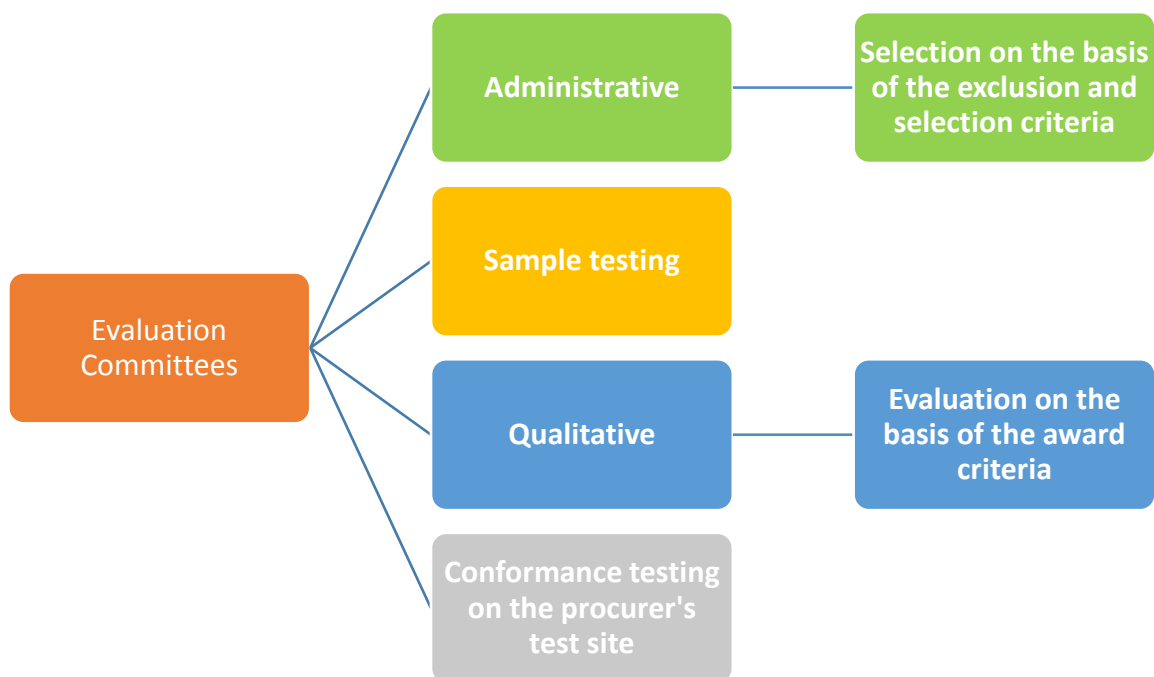 Evaluation
Committees
Administrative
Selection on the basis
of the exclusion and
selection criteria
Sample testing
Qualitative
Evaluation on the
basis of the award
criteria
Conformance testing
on the procurer's
test site